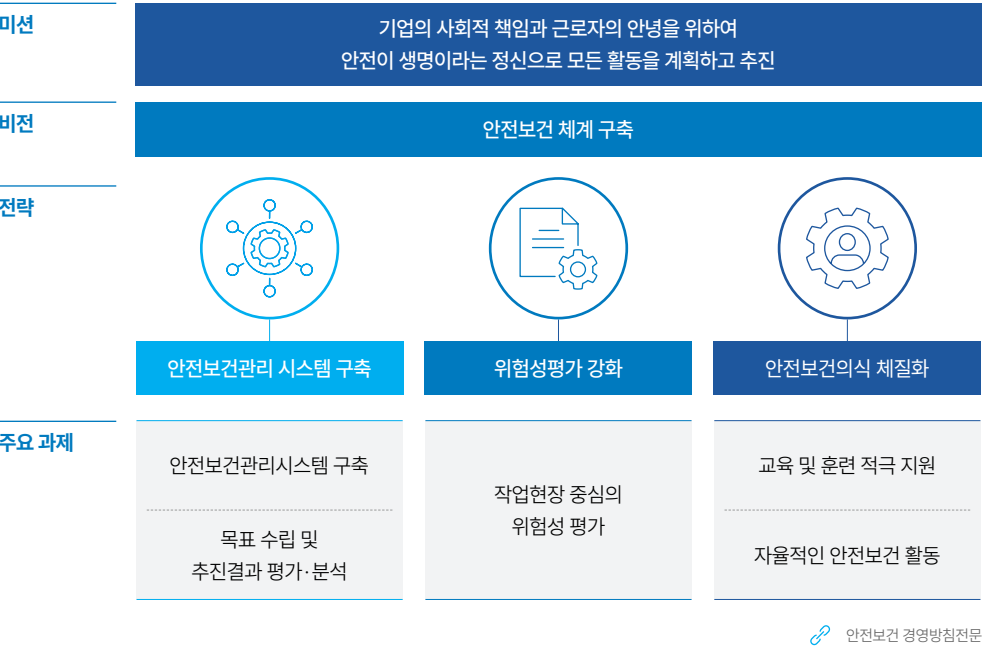 미션
기업의 사회적 책임과 근로자의 안녕을 위하여
안전이 생명이라는 정신으로 모든 활동을 계획하고 추진
비전
안전보건 체계 구축
전략
안전보건관리 시스템 구축
위험성평가 강화
안전보건의식 체질화
주요 과제
안전보건관리시스템 구축
목표 수립 및
추진결과 평가·분석
작업현장 중심의
위험성 평가
교육 및 훈련 적극 지원
자율적인 안전보건 활동
안전보건 경영방침전문